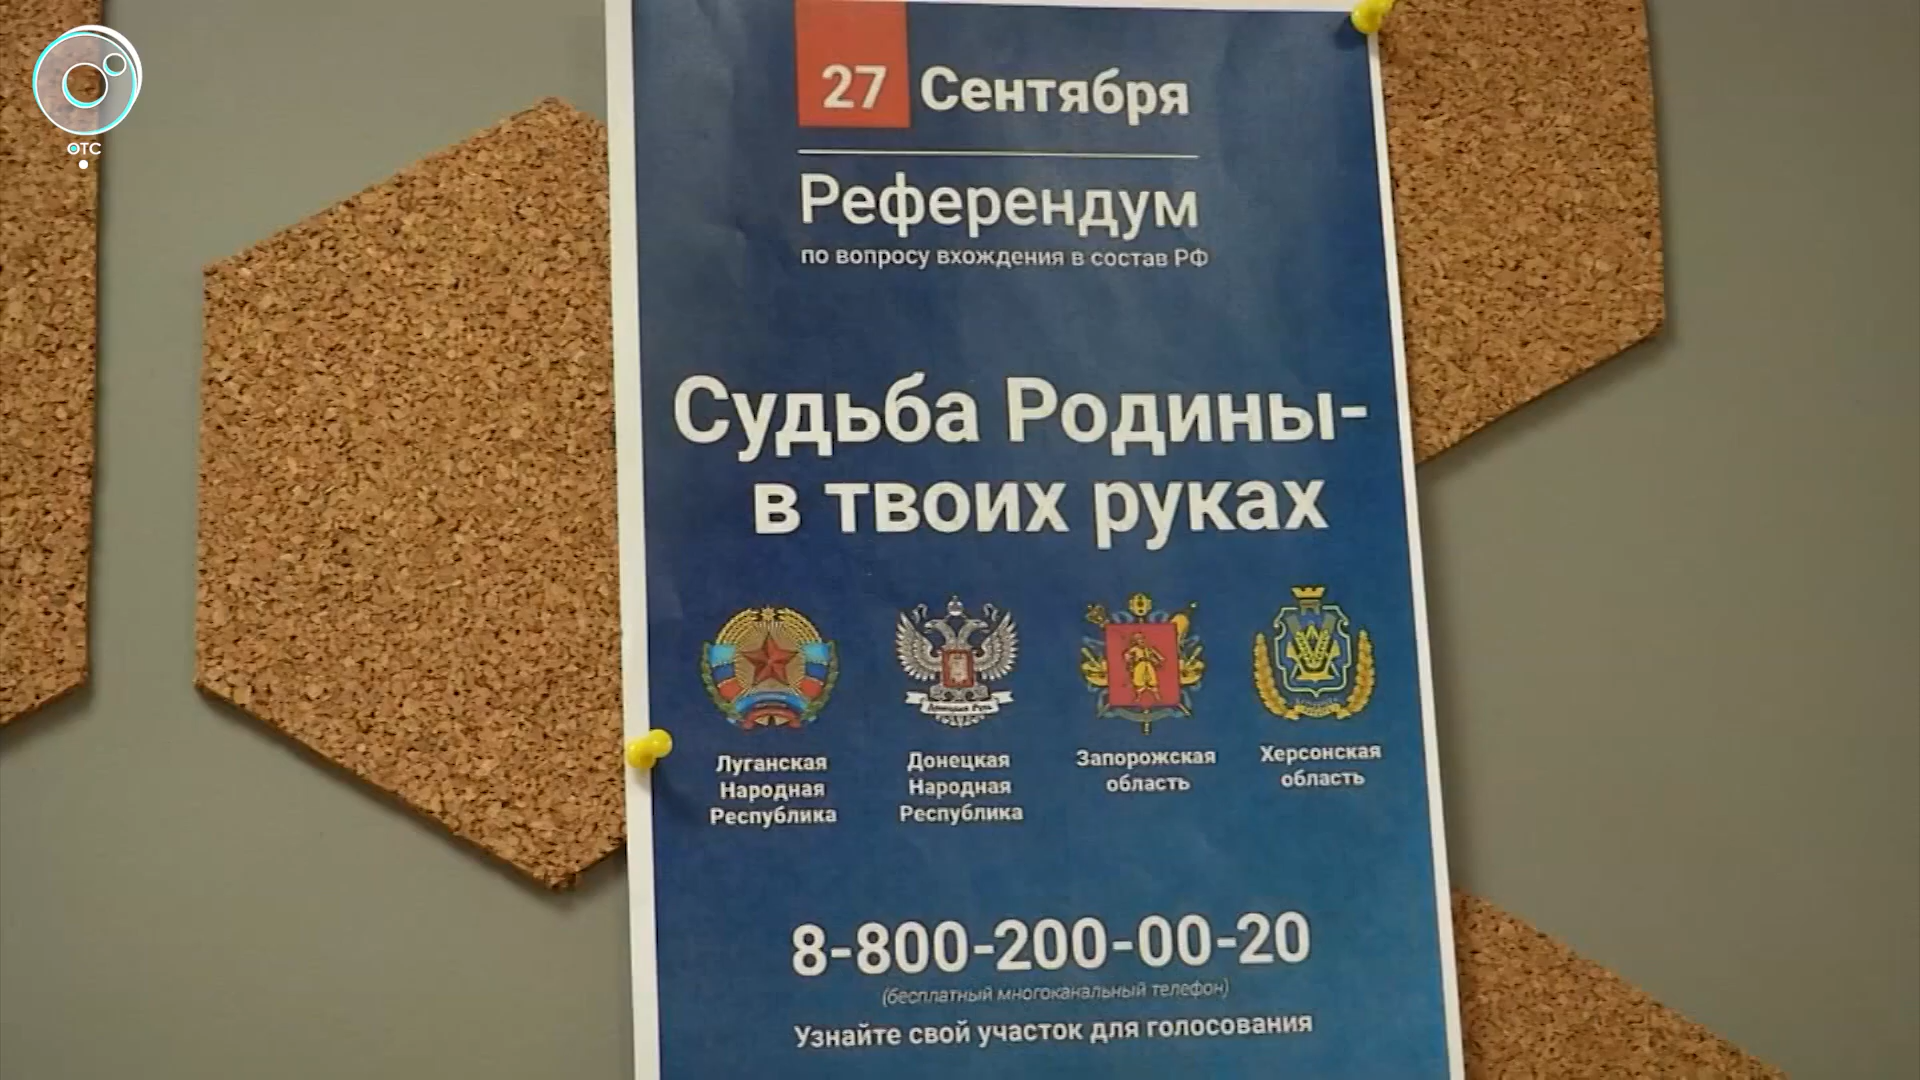 ОТС
27 Сентября
Референдум
по вопросу вхождения в состав РФ
Судьба Родины-
в твоих руках
Луганская
Народная
Республика
Донецкая
Народная
Республика
Запорожская
область
Херсонская
область
8-800-200-00-20
(бесплатный многоканальный телефон)
Узнайте свой участок для голосования